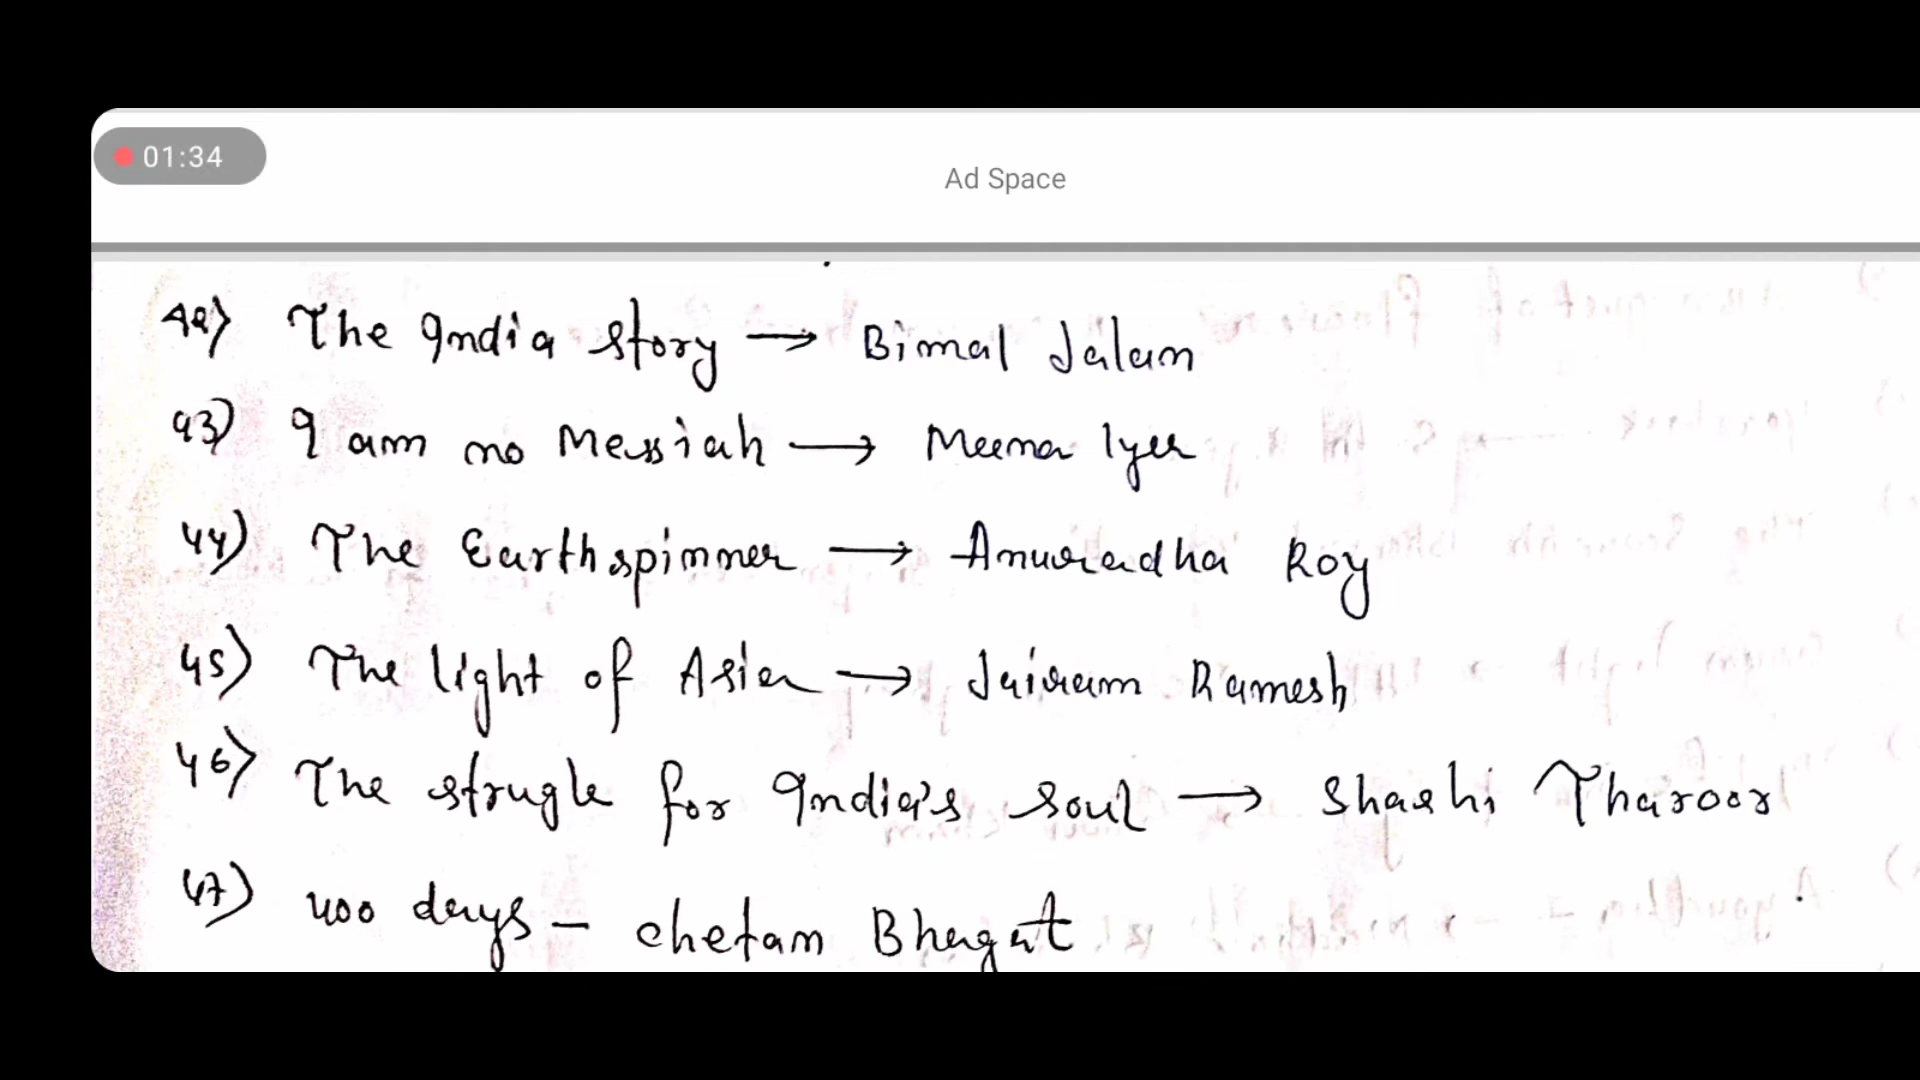 01:34
Ad Space
42) The India story → Bimal Jalan
43) I am no Messiah → Meena Iyer
44) The Earthspinner → Anuradha Roy
45) The light of Asia → Jairam Ramesh
46) The strugle for India's soul → Shashi Tharoor
47) 400 days - chetan Bhagat